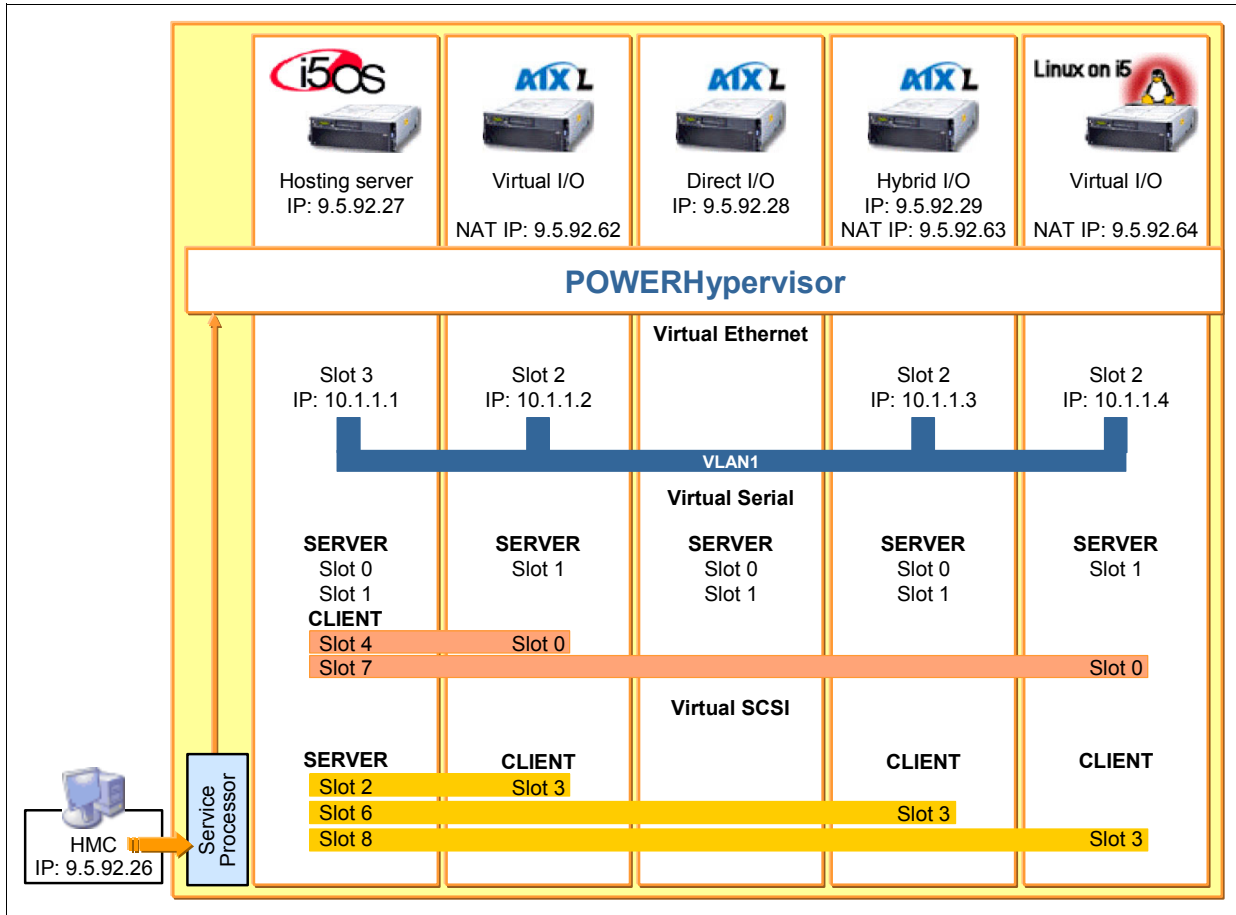 i5OS
AIX L
AIX L
AIX L
Linux on i5
Hosting server
IP: 9.5.92.27
Virtual I/O
NAT IP: 9.5.92.62
Direct I/O
IP: 9.5.92.28
Hybrid I/O
IP: 9.5.92.29
NAT IP: 9.5.92.63
Virtual I/O
NAT IP: 9.5.92.64
POWERHypervisor
Virtual Ethernet
Slot 3
IP: 10.1.1.1
Slot 2
IP: 10.1.1.2
Slot 2
IP: 10.1.1.3
Slot 2
IP: 10.1.1.4
VLAN1
Virtual Serial
SERVER
Slot 0
Slot 1
SERVER
Slot 1
SERVER
Slot 0
Slot 1
SERVER
Slot 0
Slot 1
SERVER
Slot 1
CLIENT
Slot 4
Slot 0
Slot 7
Slot 0
Virtual SCSI
SERVER
CLIENT
CLIENT
CLIENT
Slot 2
Slot 3
Slot 6
Slot 3
Slot 8
Slot 3
Service
Processor
HMC
IP: 9.5.92.26